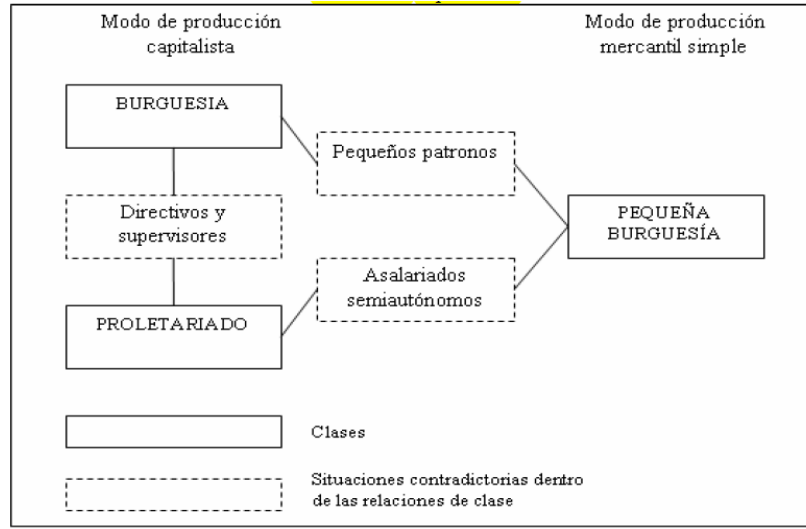 Modo de producción
capitalista
Modo de producción
mercantil simple
BURGUESIA
Pequeños patronos
Directivos y
supervisores
PEQUEÑA
BURGUESÍA
Asalariados
semiautónomos
PROLETARIADO
Clases
Situaciones contradictorias dentro
de las relaciones de clase